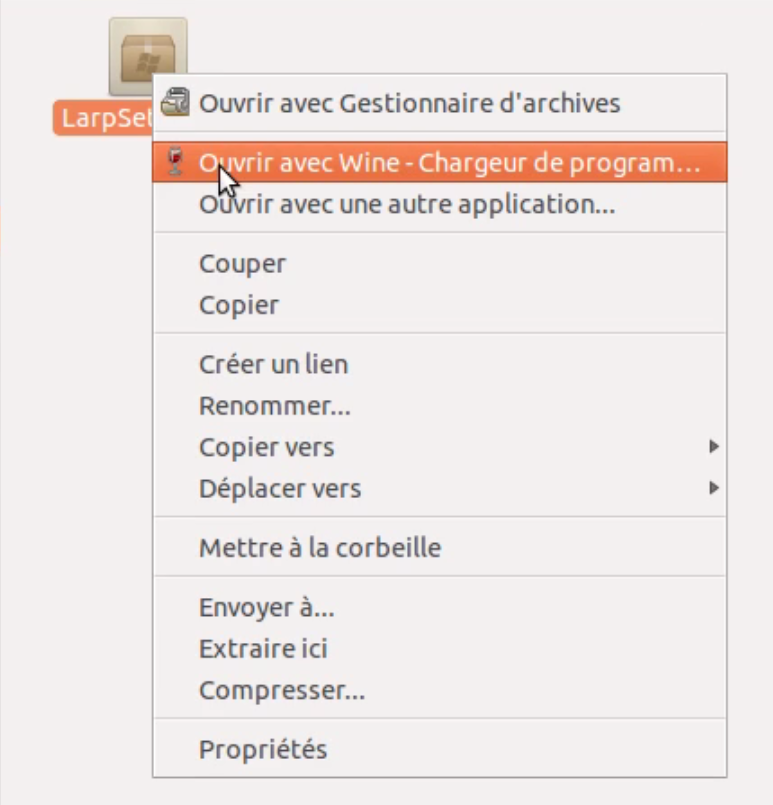 LarpSet
Ouvrir avec Gestionnaire d'archives
Ouvrir avec Wine - Chargeur de program...
Ouvrir avec une autre application...
Couper
Copier
Créer un lien
Renommer...
Copier vers
Déplacer vers
Mettre à la corbeille
Envoyer à...
Extraire ici
Compresser...
Propriétés